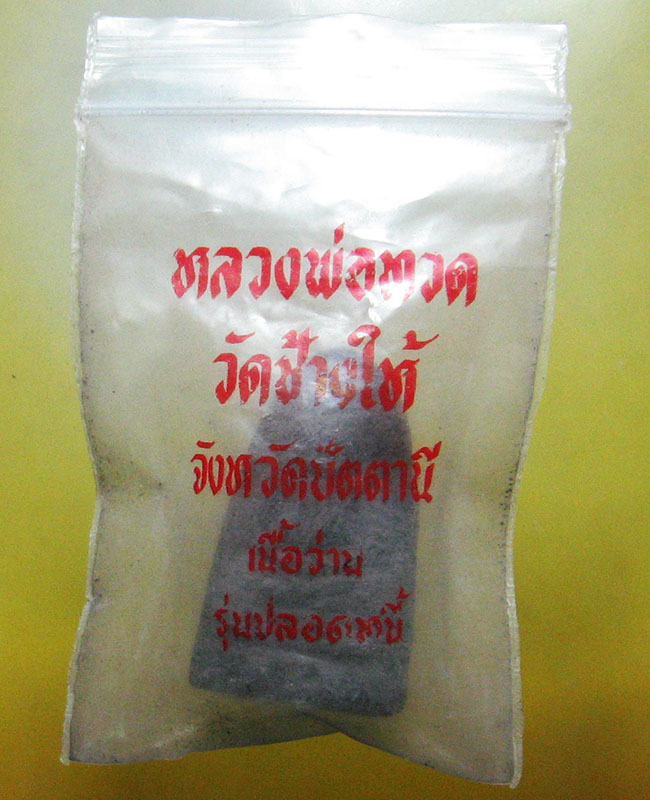 หลวงพ่อทวด
วัดช้างให้
จังหวัดปัตตานี
เนื้อว่าน
รุ่นปลอดหนี้